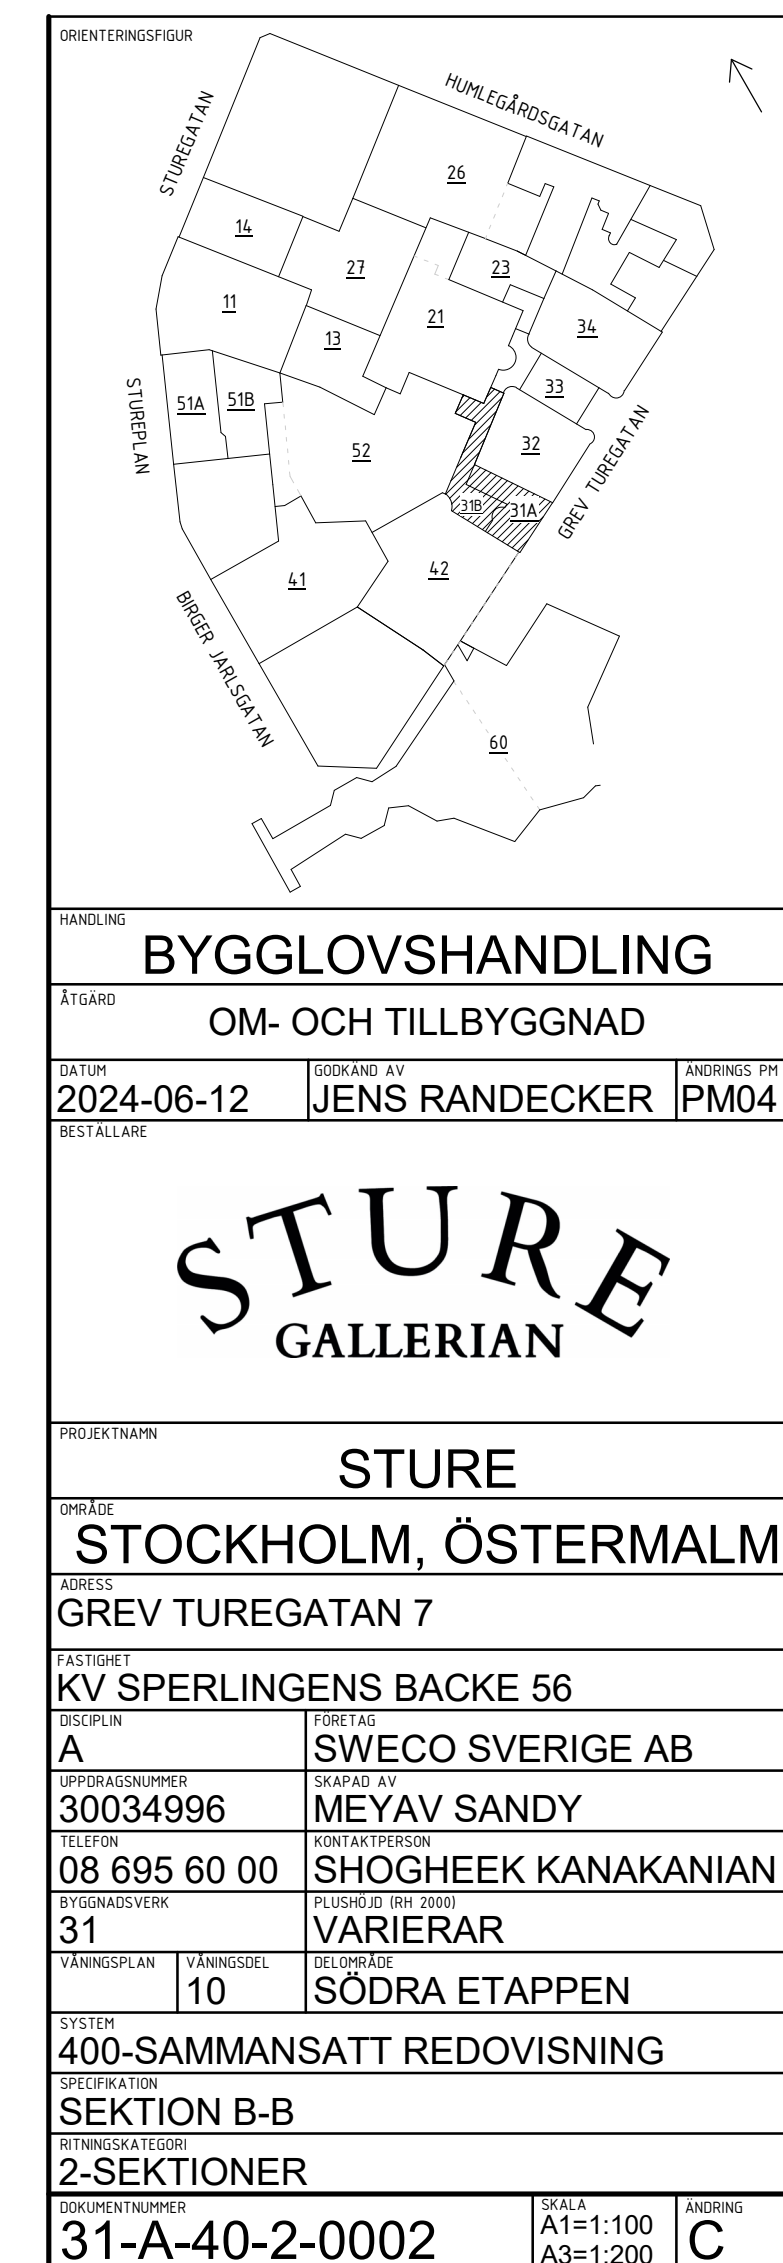 ORIENTERINGSFIGUR
HUMLEGÅRDSGATAN
STUREGATAN
26
14
27
23
11
21
34
13
33
51A
51B
STUREPLAN
52
32
GREV TUREGATAN
31B
31A
42
41
BIRGER JARLSGATAN
60
HANDLING
BYGGLOVSHANDLING
ÅTGÄRD
OM- OCH TILLBYGGNAD
DATUM GODKÄND AV ÄNDRINGS PM
2024-06-12 JENS RANDECKER PM04
BESTÄLLARE
STURE
GALLERIAN
PROJEKTNAMN
STURE
OMRÅDE
STOCKHOLM, ÖSTERMALM
ADRESS
GREV TUREGATAN 7
FASTIGHET
KV SPERLINGENS BACKE 56
DISCIPLIN FÖRETAG
A SWECO SVERIGE AB
UPPDRAGSNUMMER SKAPAD AV
30034996 MEYAV SANDY
TELEFON KONTAKTPERSON
08 695 60 00 SHOGHEEK KANAKANIAN
BYGGNADSVERK PLUSHÖJD (RH 2000)
31 VARIERAR
VÅNINGSPLAN VÅNINGSDEL DELOMRÅDE
10 SÖDRA ETAPPEN
SYSTEM
400-SAMMANSATT REDOVISNING
SPECIFIKATION
SEKTION B-B
RITNINGSKATEGORI
2-SEKTIONER
DOKUMENTNUMMER SKALA ÄNDRING
31-A-40-2-0002 A1=1:100 C
A3=1:200